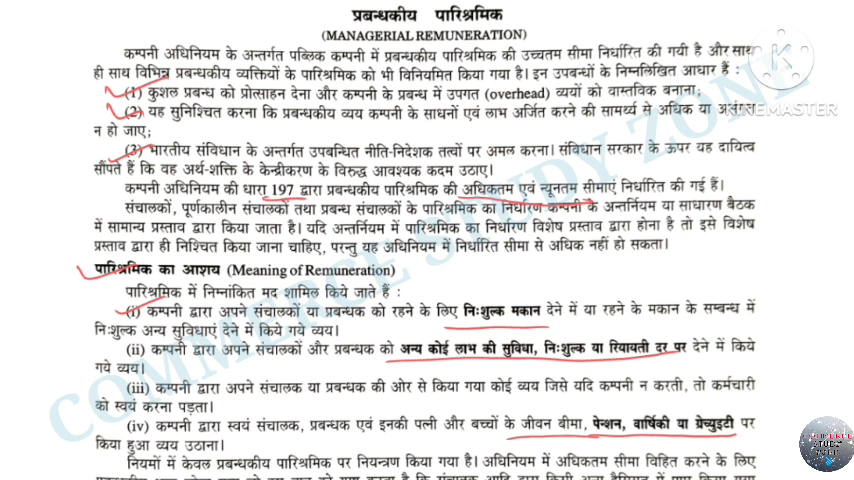 प्रबन्धकीय पारिश्रमिक
(MANAGERIAL REMUNERATION)
कम्पनी अधिनियम के अन्तर्गत पब्लिक कम्पनी में प्रबन्धकीय पारिश्रमिक की उच्चतम सीमा निर्धारित की गयी है और साथ
ही साथ विभिन्न प्रबन्धकीय व्यक्तियों के पारिश्रमिक को भी विनियमित किया गया है। इन उपबन्धों के निम्नलिखित आधार हैं :
(1) कुशल प्रबन्ध को प्रोत्साहन देना और कम्पनी के प्रबन्ध में उपगत (overhead) व्ययों को वास्तविक बनाना;
(2) यह सुनिश्चित करना कि प्रबन्धकीय व्यय कम्पनी के साधनों एवं लाभ अर्जित करने की सामर्थ्य से अधिक या
न हो जाए;
(3) भारतीय संविधान के अन्तर्गत उपबन्धित नीति-निदेशक तत्वों पर अमल करना। संविधान सरकार के ऊपर यह दायित्व
सौंपते हैं कि वह अर्थ-शक्ति के केन्द्रीकरण के विरुद्ध आवश्यक कदम उठाए।
कम्पनी अधिनियम की धारा 197 द्वारा प्रबन्धकीय पारिश्रमिक की अधिकतम एवं न्यूनतम सीमाएं निर्धारित की गई हैं।
संचालकों, पूर्णकालीन संचालकों तथा प्रबन्ध संचालकों के पारिश्रमिक का निर्धारण कम्पनी के अन्तर्नियम या साधारण बैठक
में सामान्य प्रस्ताव द्वारा किया जाता है। यदि अन्तर्नियम में पारिश्रमिक का निर्धारण विशेष प्रस्ताव द्वारा होना है तो इसे विशेष
प्रस्ताव द्वारा ही निश्चित किया जाना चाहिए, परन्तु यह अधिनियम में निर्धारित सीमा से अधिक नहीं हो सकता।
पारिश्रमिक का आशय (Meaning of Remuneration)
पारिश्रमिक में निम्नांकित मद शामिल किये जाते हैं :
(i) कम्पनी द्वारा अपने संचालकों या प्रबन्धक को रहने के लिए निःशुल्क मकान देने में या रहने के मकान के सम्बन्ध में
निःशुल्क अन्य सुविधाएं देने में किये गये व्यय।
(ii) कम्पनी द्वारा अपने संचालकों और प्रबन्धक को अन्य कोई लाभ की सुविधा, निःशुल्क या रियायती दर पर देने में किये
गये व्यय।
(iii) कम्पनी द्वारा अपने संचालक या प्रबन्धक की ओर से किया गया कोई व्यय जिसे यदि कम्पनी न करती, तो कर्मचारी
को स्वयं करना पड़ता।
(iv) कम्पनी द्वारा स्वयं संचालक, प्रबन्धक एवं इनकी पत्नी और बच्चों के जीवन बीमा, पेन्शन, वार्षिकी या ग्रेच्युइटी पर
किया हुआ व्यय उठाना।
नियमों में केवल प्रबन्धकीय पारिश्रमिक पर नियन्त्रण किया गया है। अधिनियम में अधिकतम सीमा विहित करने के लिए
COMMERCE STUDY ZONE
KINEMASTER
COMMERCE
STUDY
ZONE